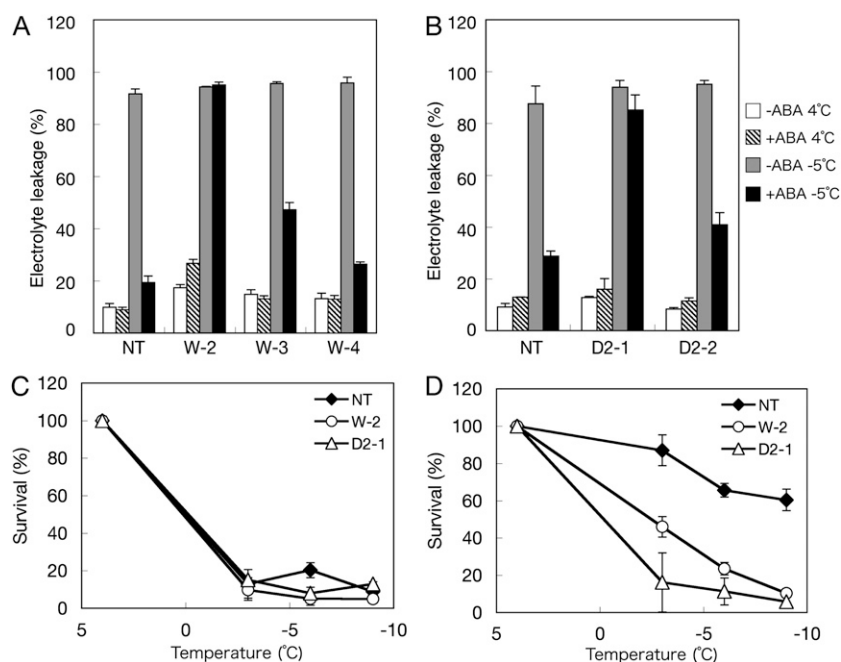 A
Electrolyte leakage (%)
120
100
80
60
40
20
0
NT W-2 W-3 W-4
B
Electrolyte leakage (%)
120
100
80
60
40
20
0
NT D2-1 D2-2
-ABA 4℃
+ABA 4℃
-ABA -5℃
+ABA -5℃
C
Survival (%)
120
100
80
60
40
20
0
5 0 -5 -10
Temperature (℃)
NT
W-2
D2-1
D
Survival (%)
120
100
80
60
40
20
0
5 0 -5 -10
Temperature (℃)
NT
W-2
D2-1